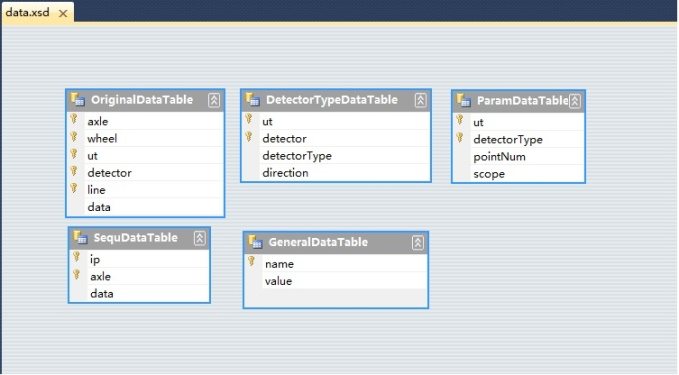 data.xsd
OriginalDataTable
axle
wheel
ut
detector
line
data
DetectorTypeDataTable
ut
detector
detectorType
direction
ParamDataTable
ut
detectorType
pointNum
scope
SequDataTable
ip
axle
data
GeneralDataTable
name
value